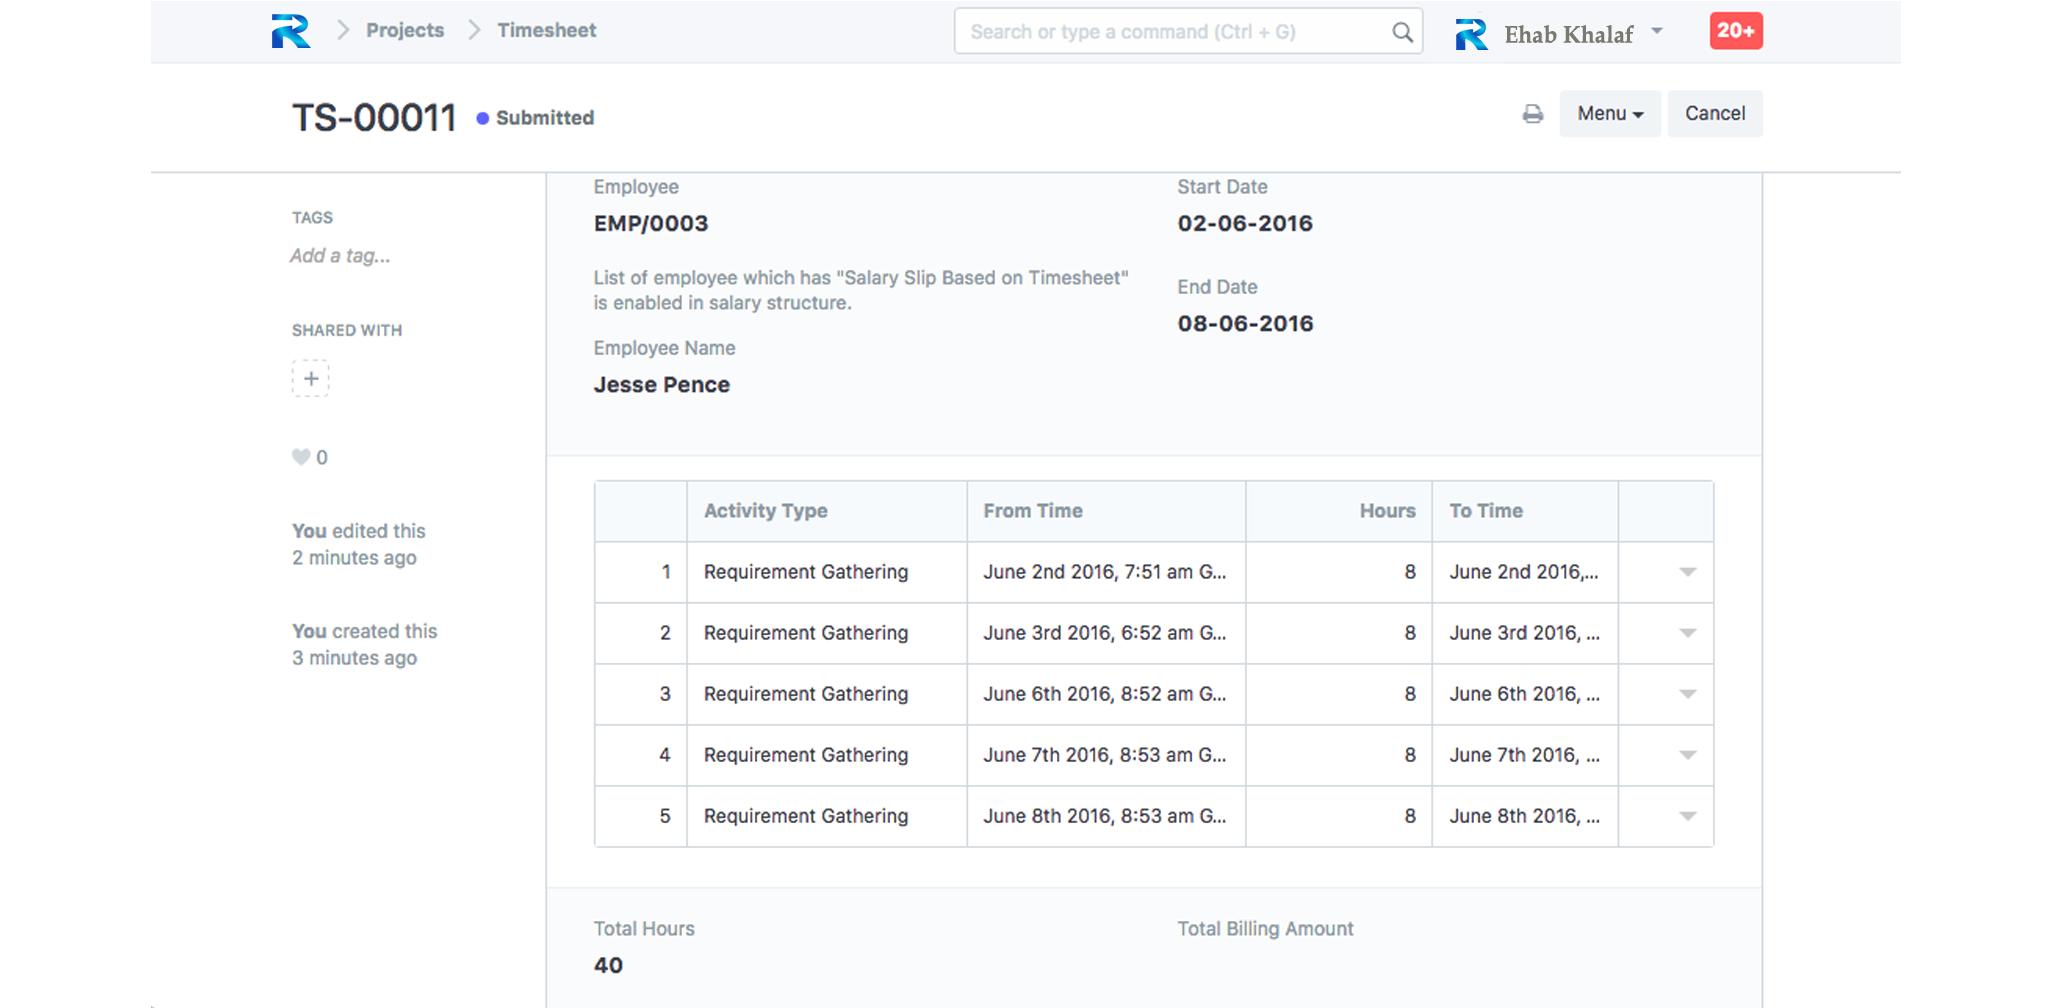 Projects
Timesheet
Search or type a command (Ctrl + G)
Ehab Khalaf
20+
TS-00011
Submitted
Menu
Cancel
TAGS
Add a tag...
SHARED WITH
+
0
You edited this
2 minutes ago
You created this
3 minutes ago
Employee
EMP/0003
List of employee which has "Salary Slip Based on Timesheet"
is enabled in salary structure.
Employee Name
Jesse Pence
Start Date
02-06-2016
End Date
08-06-2016
Activity Type From Time Hours To Time
1 Requirement Gathering June 2nd 2016, 7:51 am G... 8 June 2nd 2016,...
2 Requirement Gathering June 3rd 2016, 6:52 am G... 8 June 3rd 2016, ...
3 Requirement Gathering June 6th 2016, 8:52 am G... 8 June 6th 2016, ...
4 Requirement Gathering June 7th 2016, 8:53 am G... 8 June 7th 2016, ...
5 Requirement Gathering June 8th 2016, 8:53 am G... 8 June 8th 2016, ...
Total Hours
40
Total Billing Amount